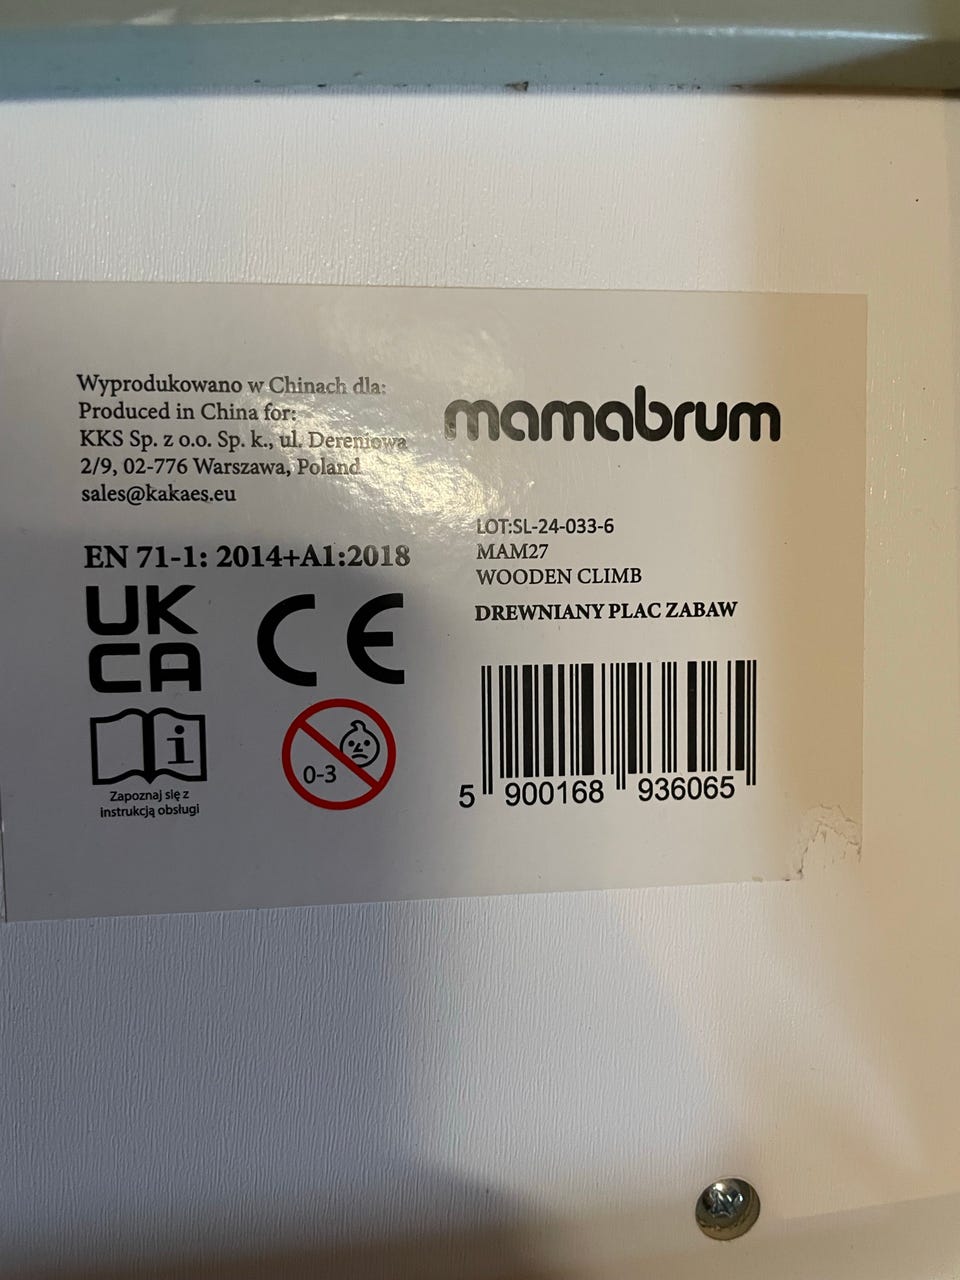 Wyprodukowano w Chinach dla:
Produced in China for:
KKS Sp. z o.o. Sp. k., ul. Dereniowa
2/9, 02-776 Warszawa, Poland
sales@kakaes.eu
EN 71-1: 2014+A1:2018
UK
CA
CE
i
Zapoznaj się z
instrukcją obsługi
0-3
mamabrum
LOT:SL-24-033-6
MAM27
WOODEN CLIMB
DREWNIANY PLAC ZABAW
5 900168 936065